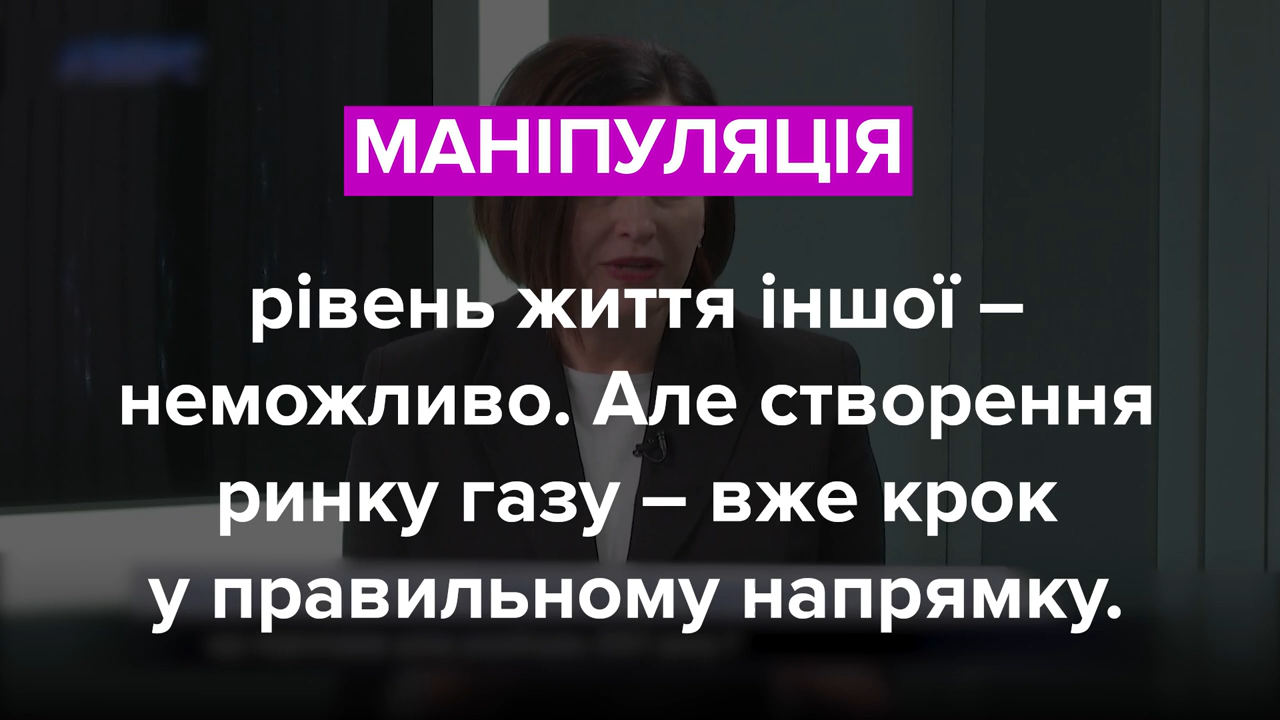 МАНІПУЛЯЦІЯ
рівень життя іншої –
неможливо. Але створення
ринку газу – вже крок
у правильному напрямку.